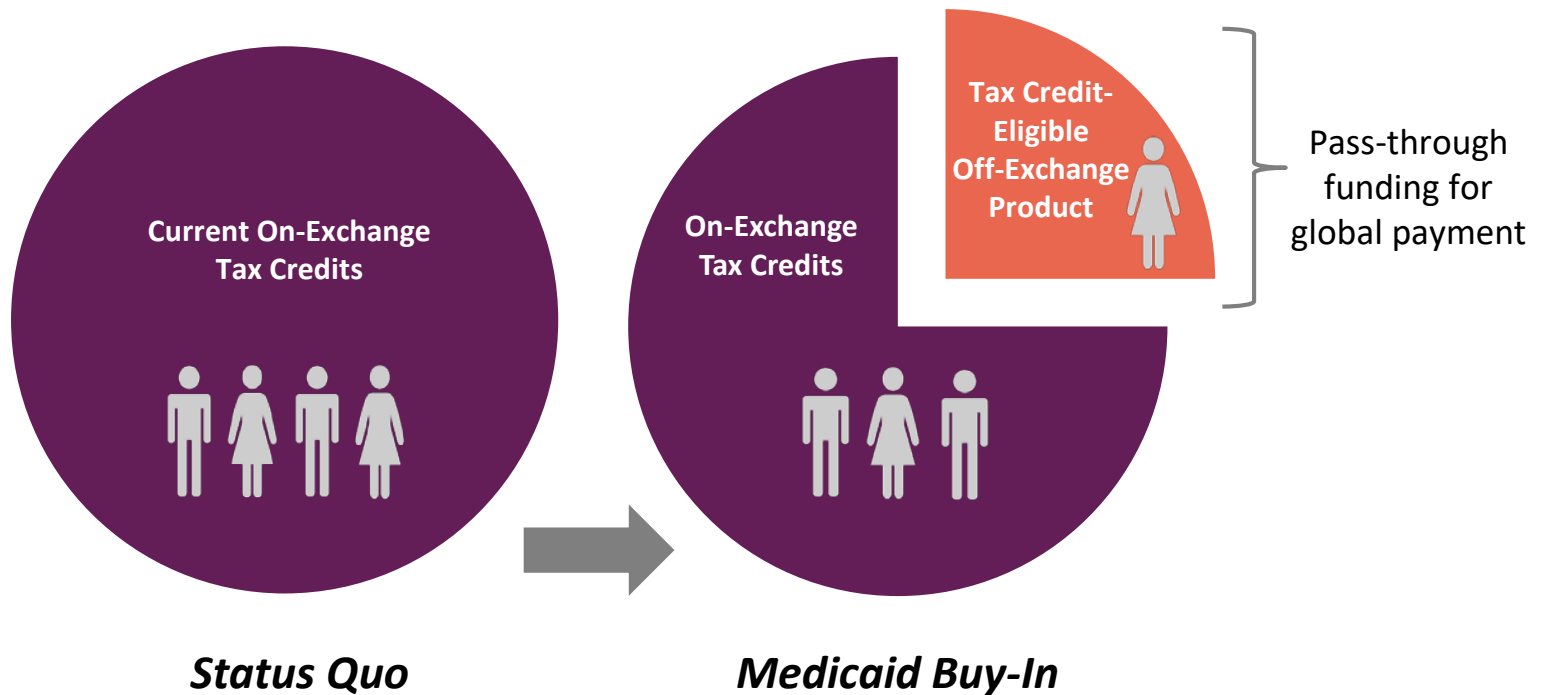 Current On-Exchange
Tax Credits
On-Exchange
Tax Credits
Tax Credit-
Eligible
Off-Exchange
Product
Pass-through
funding for
global payment
Status Quo
Medicaid Buy-In